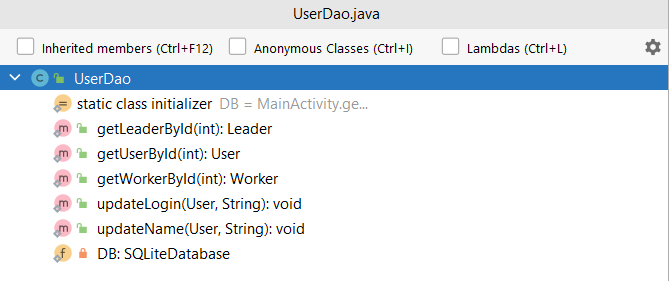 UserDao.java
Inherited members (Ctrl+F12) Anonymous Classes (Ctrl+I) Lambdas (Ctrl+L)
C UserDao
static class initializer DB = MainActivity.ge...
m getLeaderById(int): Leader
m getUserById(int): User
m getWorkerById(int): Worker
m updateLogin(User, String): void
m updateName(User, String): void
f DB: SQLiteDatabase